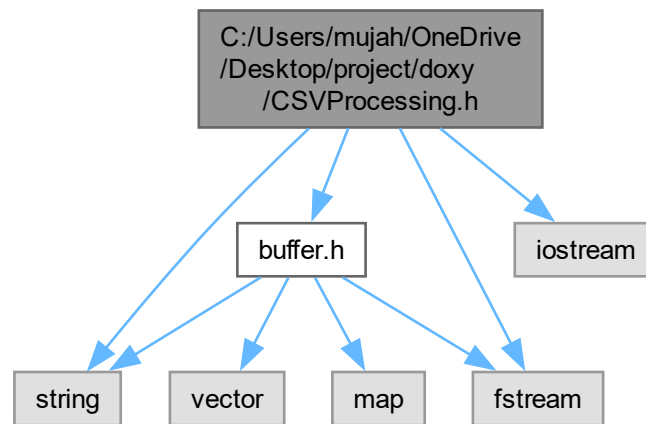 C:/Users/mujah/OneDrive
/Desktop/project/doxy
/CSVProcessing.h
buffer.h
iostream
string
vector
map
fstream